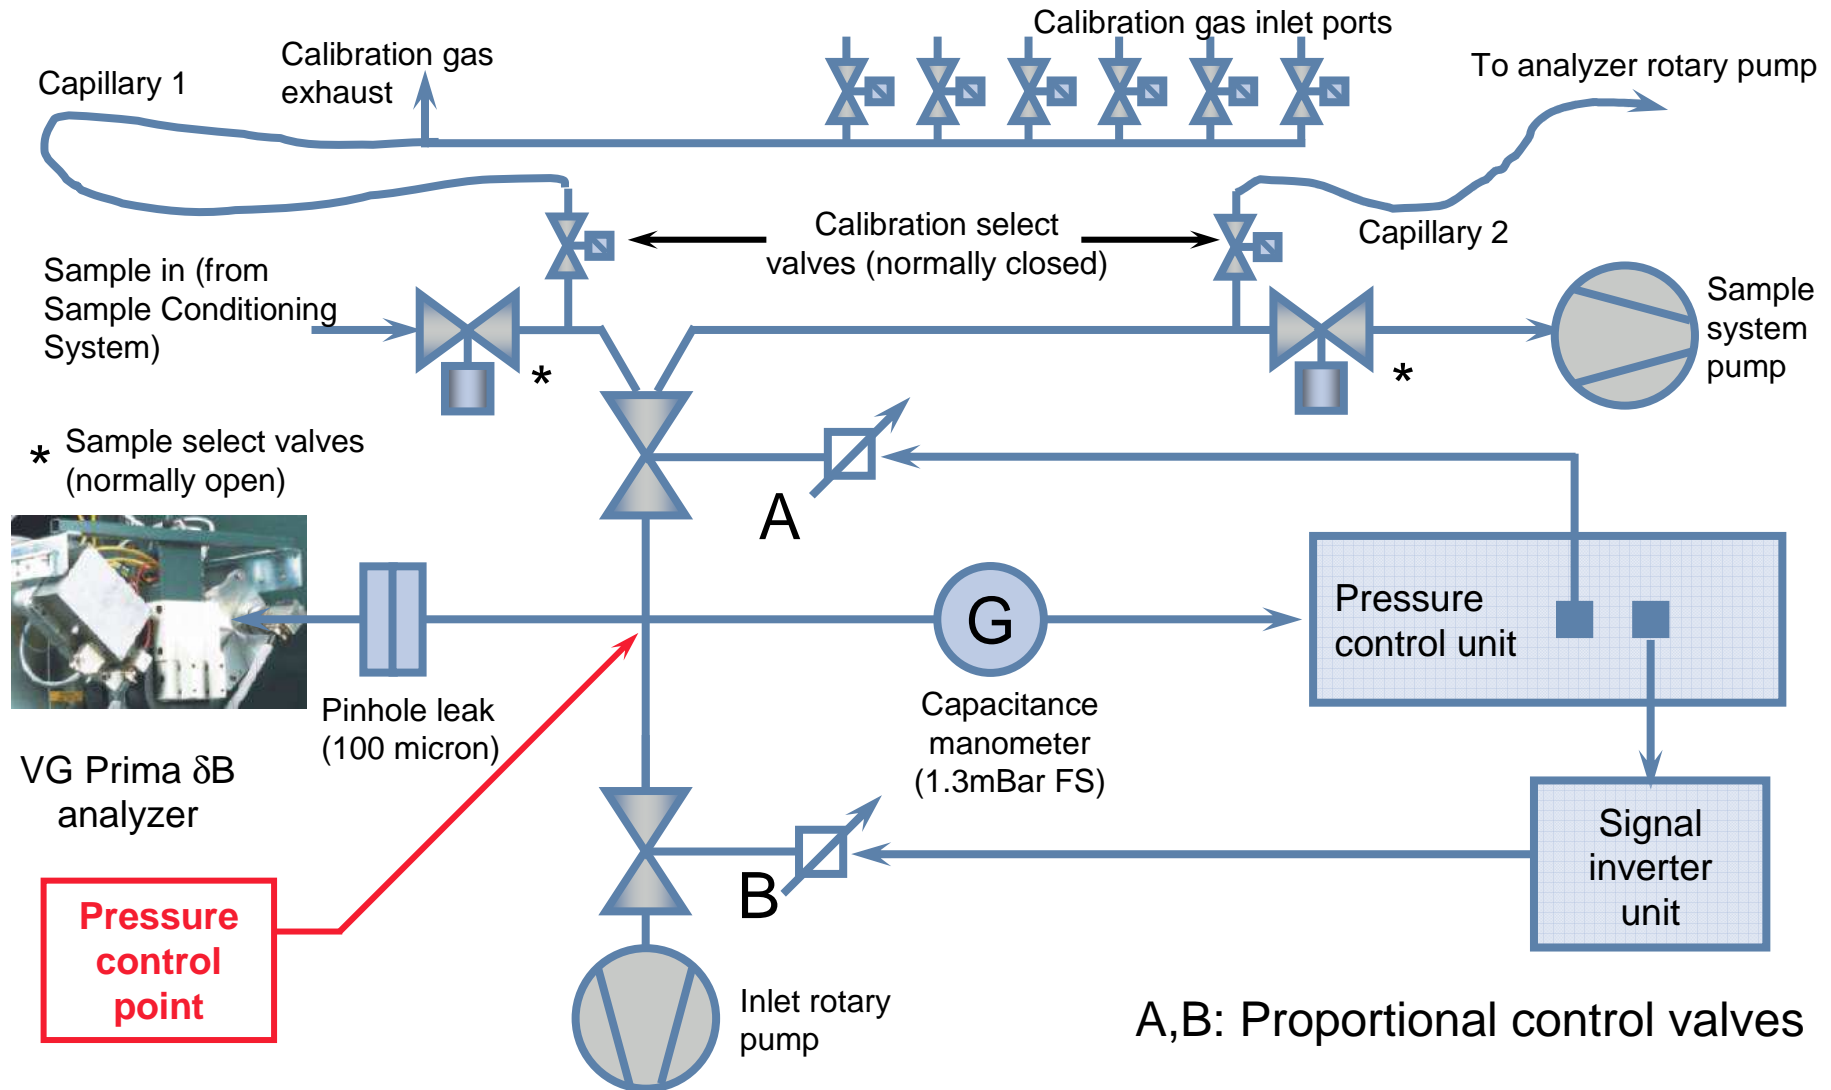 Calibration gas inlet ports
Calibration gas
exhaust
Capillary 1
To analyzer rotary pump
Calibration select
valves (normally closed)
Capillary 2
Sample in (from
Sample Conditioning
System)
Sample
system
pump
*
*
* Sample select valves
(normally open)
A
G
Pressure
control unit
Pinhole leak
(100 micron)
Capacitance
manometer
(1.3mBar FS)
VG Prima δB
analyzer
Signal
inverter
unit
B
Pressure
control
point
Inlet rotary
pump
A,B: Proportional control valves